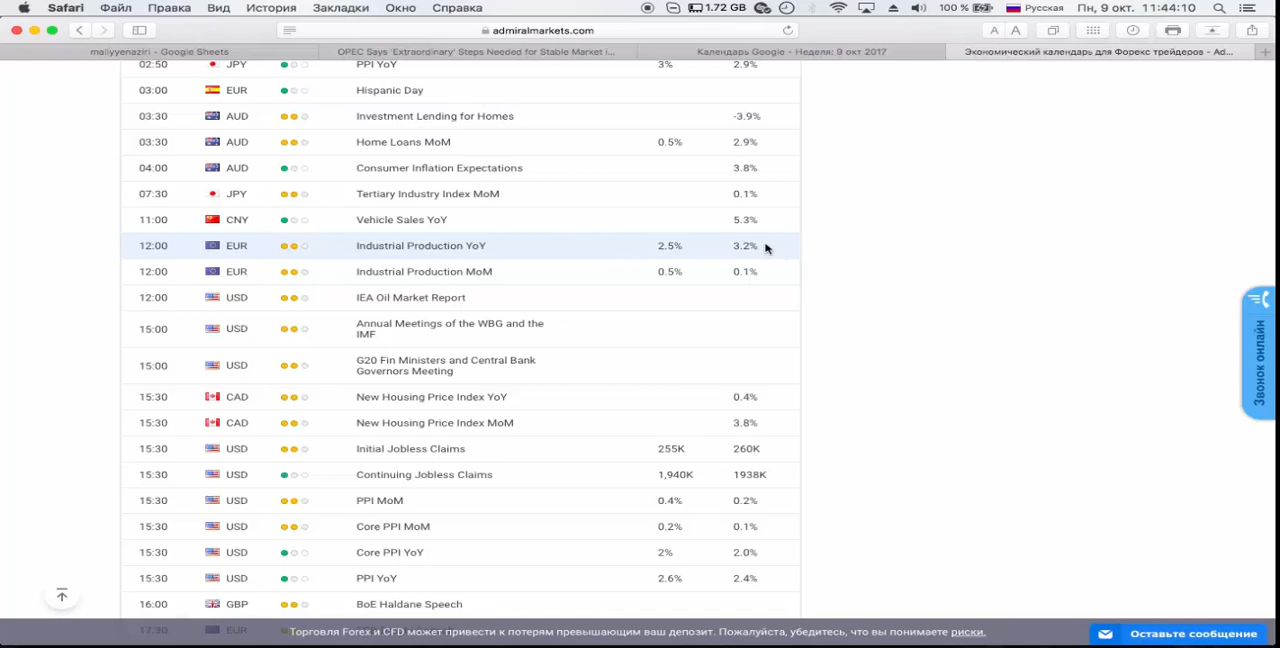 Safari Файл Правка Вид История Закладки Окно Справка 1.72 GB 100 % Русская Пн, 9 окт. 11:44:10
admiralmarkets.com A A
maliyyenaziri - Google Sheets OPEC Says 'Extraordinary' Steps Needed for Stable Market i... Календарь Google - Неделя: 9 окт 2017 Экономический календарь для Форекс трейдеров - Ad...
02:50 JPY PPI YoY 3% 2.9%
03:00 EUR Hispanic Day
03:30 AUD Investment Lending for Homes -3.9%
03:30 AUD Home Loans MoM 0.5% 2.9%
04:00 AUD Consumer Inflation Expectations 3.8%
07:30 JPY Tertiary Industry Index MoM 0.1%
11:00 CNY Vehicle Sales YoY 5.3%
12:00 EUR Industrial Production YoY 2.5% 3.2%
12:00 EUR Industrial Production MoM 0.5% 0.1%
12:00 USD IEA Oil Market Report
15:00 USD Annual Meetings of the WBG and the
IMF
15:00 USD G20 Fin Ministers and Central Bank
Governors Meeting
15:30 CAD New Housing Price Index YoY 0.4%
15:30 CAD New Housing Price Index MoM 3.8%
15:30 USD Initial Jobless Claims 255K 260K
15:30 USD Continuing Jobless Claims 1,940K 1938K
15:30 USD PPI MoM 0.4% 0.2%
15:30 USD Core PPI MoM 0.2% 0.1%
15:30 USD Core PPI YoY 2% 2.0%
15:30 USD PPI YoY 2.6% 2.4%
16:00 GBP BoE Haldane Speech
17:30 EUR
Звонок онлайн
Торговля Forex и CFD может привести к потерям превышающим ваш депозит. Пожалуйста, убедитесь, что вы понимаете риски.
Оставьте сообщение